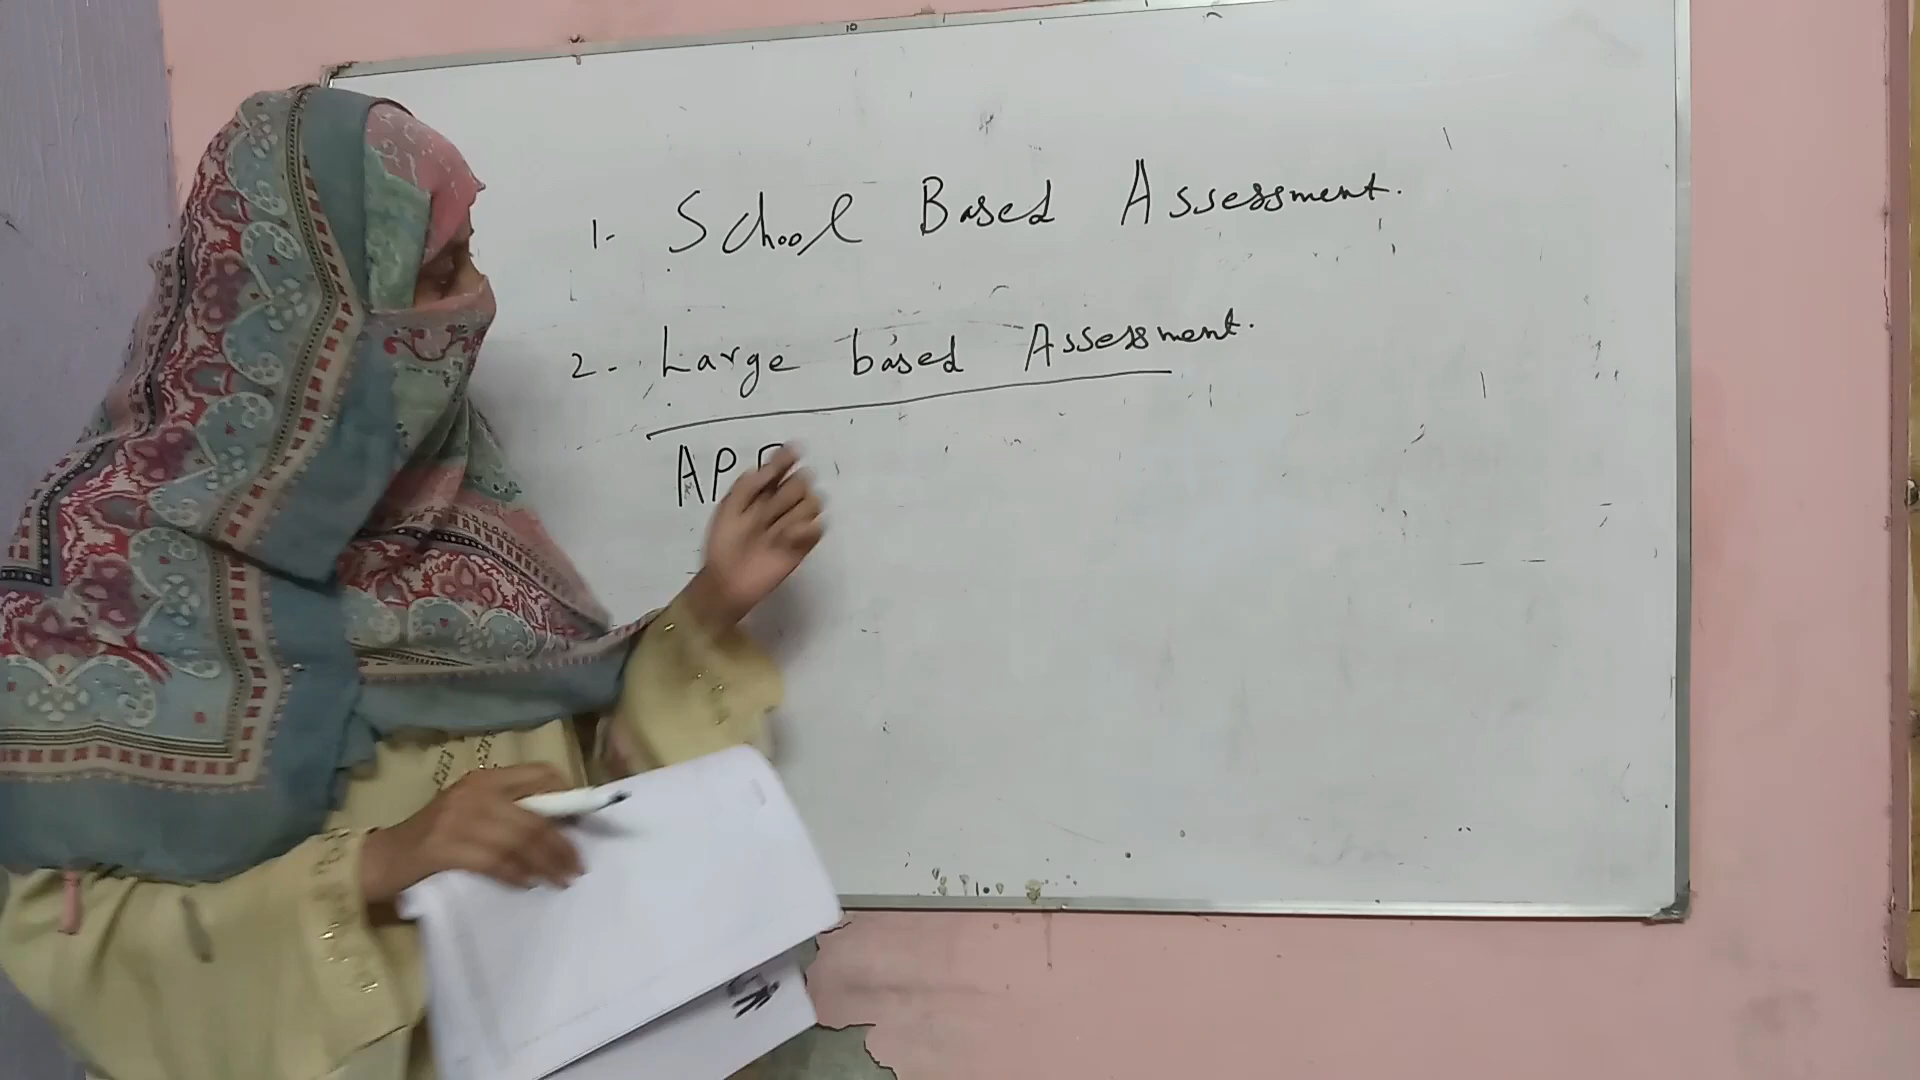 1- School Based Assessment.
2- Large based Assessment.
AP